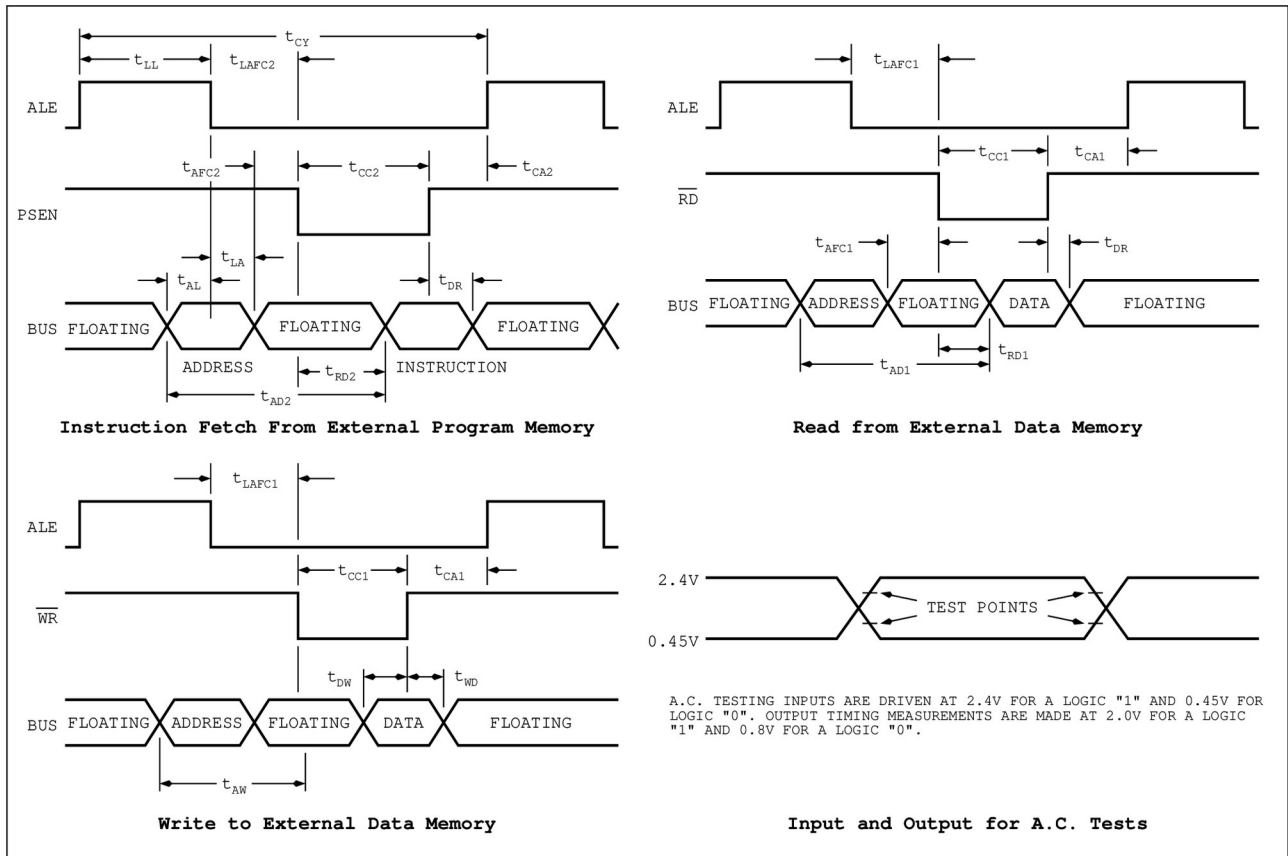 tCY
tLL
tLAFC2
ALE
tAFC2
tCC2
tCA2
PSEN
tLA
tAL
tDR
BUS
FLOATING
FLOATING
FLOATING
ADDRESS
tRD2
INSTRUCTION
tAD2
Instruction Fetch From External Program Memory
tLAFC1
ALE
tCC1
tCA1
RD
tAFC1
tDR
BUS
FLOATING
ADDRESS
FLOATING
DATA
FLOATING
tRD1
tAD1
Read from External Data Memory
tLAFC1
ALE
tCC1
tCA1
WR
tDW
tWD
BUS
FLOATING
ADDRESS
FLOATING
DATA
FLOATING
tAW
Write to External Data Memory
2.4V
TEST POINTS
0.45V
A.C. TESTING INPUTS ARE DRIVEN AT 2.4V FOR A LOGIC "1" AND 0.45V FOR
LOGIC "0". OUTPUT TIMING MEASUREMENTS ARE MADE AT 2.0V FOR A LOGIC
"1" AND 0.8V FOR A LOGIC "0".
Input and Output for A.C. Tests